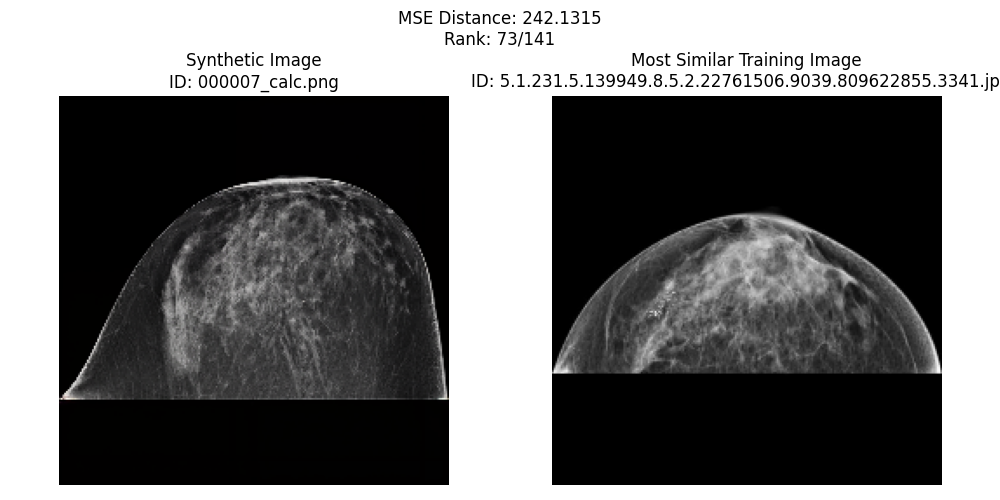 MSE Distance: 242.1315
Rank: 73/141
Synthetic Image
ID: 000007_calc.png
Most Similar Training Image
ID: 5.1.231.5.139949.8.5.2.22761506.9039.809622855.3341.jp